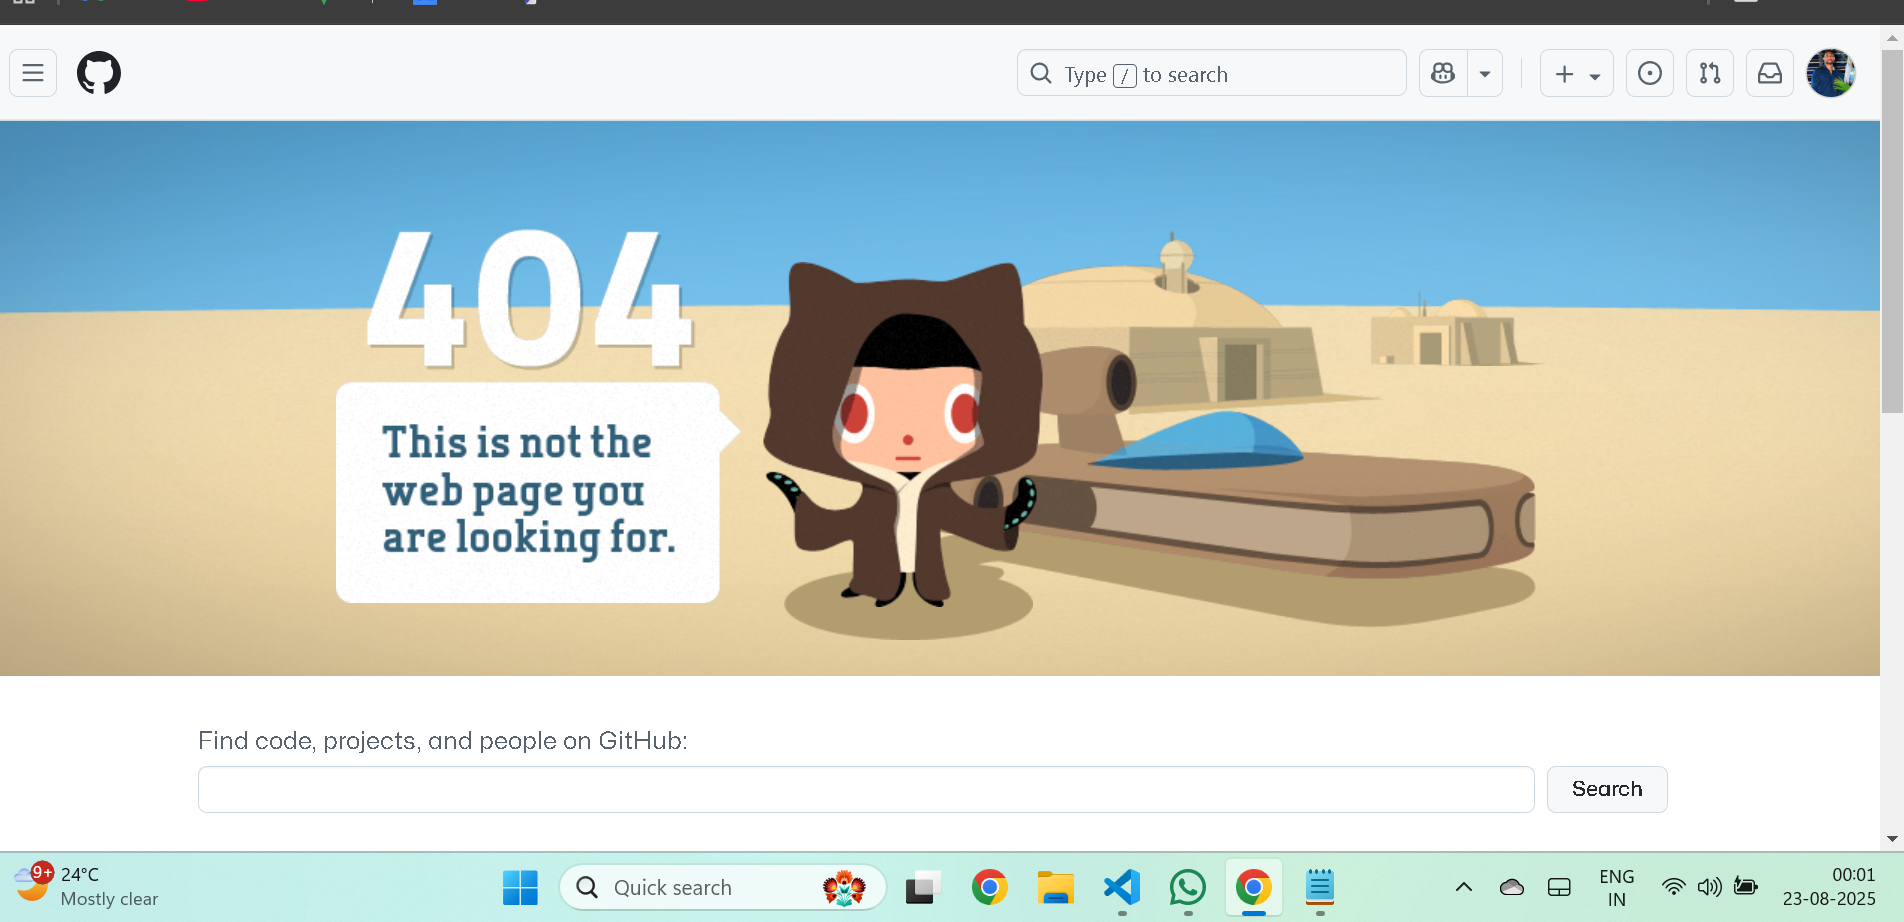 Type / to search
404
This is not the
web page you
are looking for.
Find code, projects, and people on GitHub:
Search
9+
24°C
Mostly clear
Quick search
ENG
IN
00:01
23-08-2025